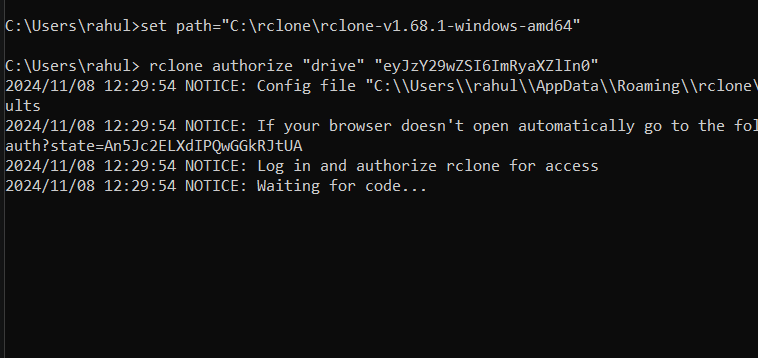 C:\Users\rahul>set path="C:\rclone\rclone-v1.68.1-windows-amd64"
C:\Users\rahul> rclone authorize "drive" "eyJzY29wZSI6ImRyaXZlIn0"
2024/11/08 12:29:54 NOTICE: Config file "C:\\Users\\rahul\\AppData\\Roaming\\rclone\
ults
2024/11/08 12:29:54 NOTICE: If your browser doesn't open automatically go to the fol
auth?state=An5Jc2ELXdIPQwGGkRJtUA
2024/11/08 12:29:54 NOTICE: Log in and authorize rclone for access
2024/11/08 12:29:54 NOTICE: Waiting for code...